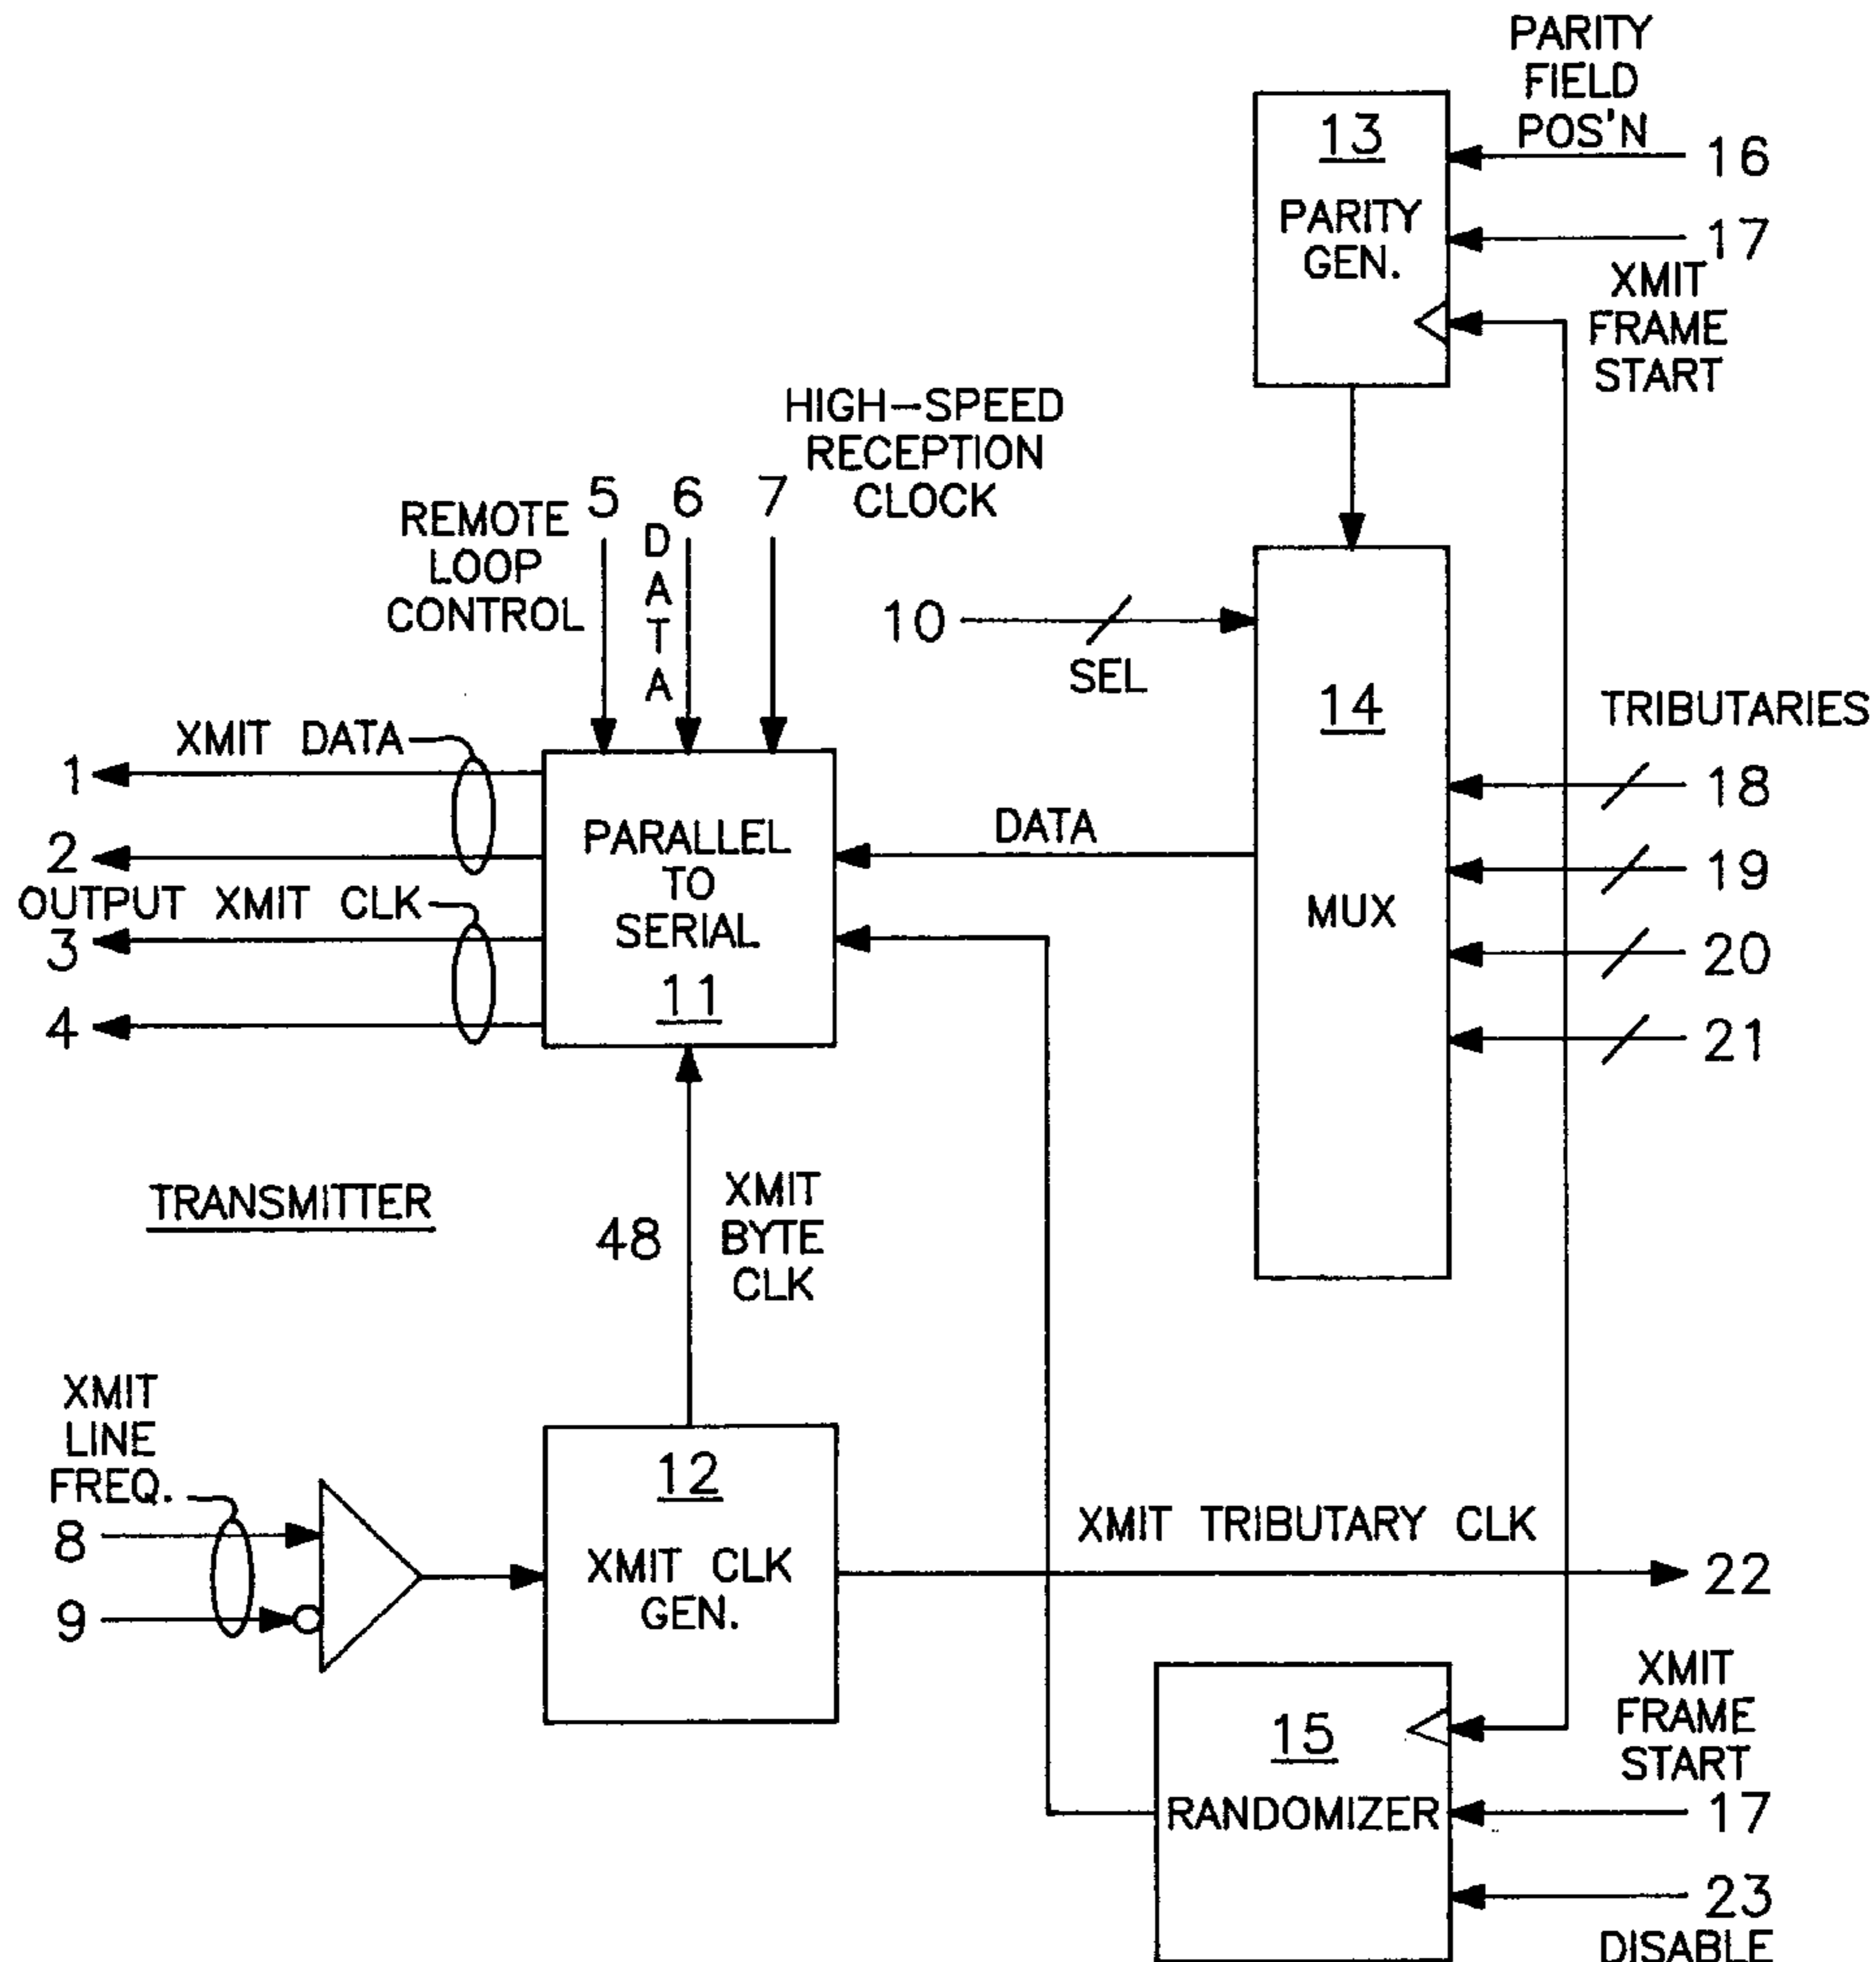 PARITY
FIELD
POS'N
13
16
PARITY
GEN.
17
XMIT
FRAME
START
HIGH-SPEED
RECEPTION
CLOCK
REMOTE
LOOP
CONTROL
5
6
7
D
A
T
A
10
SEL
14
MUX
TRIBUTARIES
18
19
20
21
XMIT DATA
1
2
OUTPUT XMIT CLK
3
4
PARALLEL
TO
SERIAL
11
DATA
TRANSMITTER
48
XMIT
BYTE
CLK
XMIT
LINE
FREQ.
8
9
12
XMIT CLK
GEN.
XMIT TRIBUTARY CLK
22
15
RANDOMIZER
XMIT
FRAME
START
17
23
DISABLE